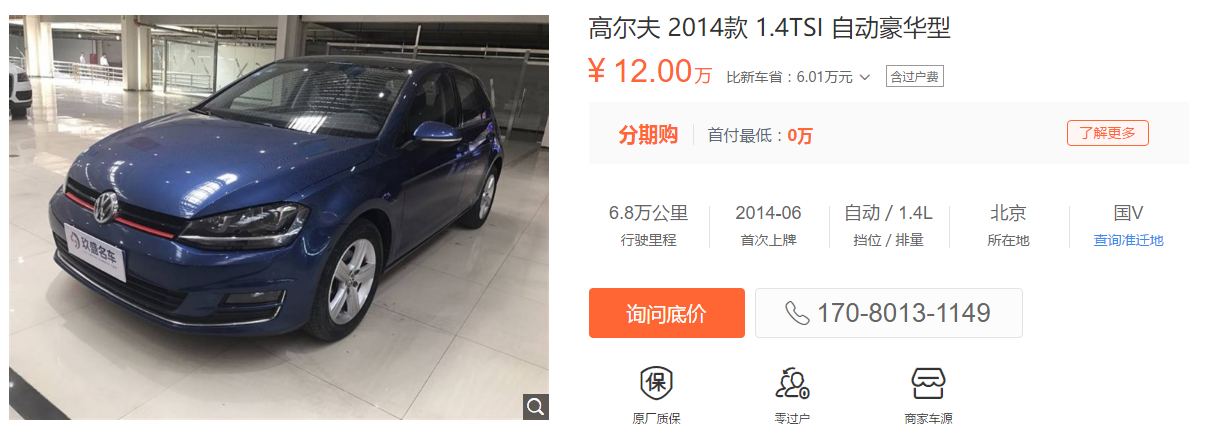 高尔夫 2014款 1.4TSI 自动豪华型
¥ 12.00 万 比新车省：6.01万元 含过户费
分期购 首付最低：0万 了解更多
6.8万公里 2014-06 自动 / 1.4L 北京 国V
行驶里程 首次上牌 挡位 / 排量 所在地 查询准迁地
玖盛名车
询问底价 170-8013-1149
保
原厂质保 零过户 商家车源